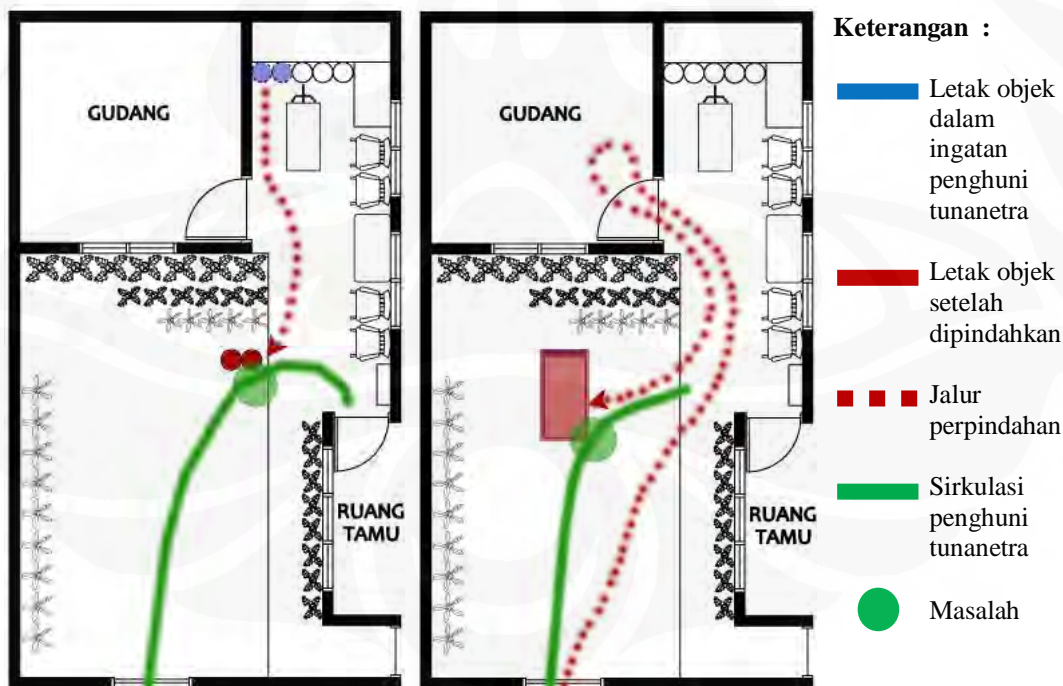 GUDANG
RUANG
TAMU
GUDANG
RUANG
TAMU
Keterangan :
Letak objek
dalam
ingatan
penghuni
tunanetra
Letak objek
setelah
dipindahkan
Jalur
perpindahan
Sirkulasi
penghuni
tunanetra
Masalah